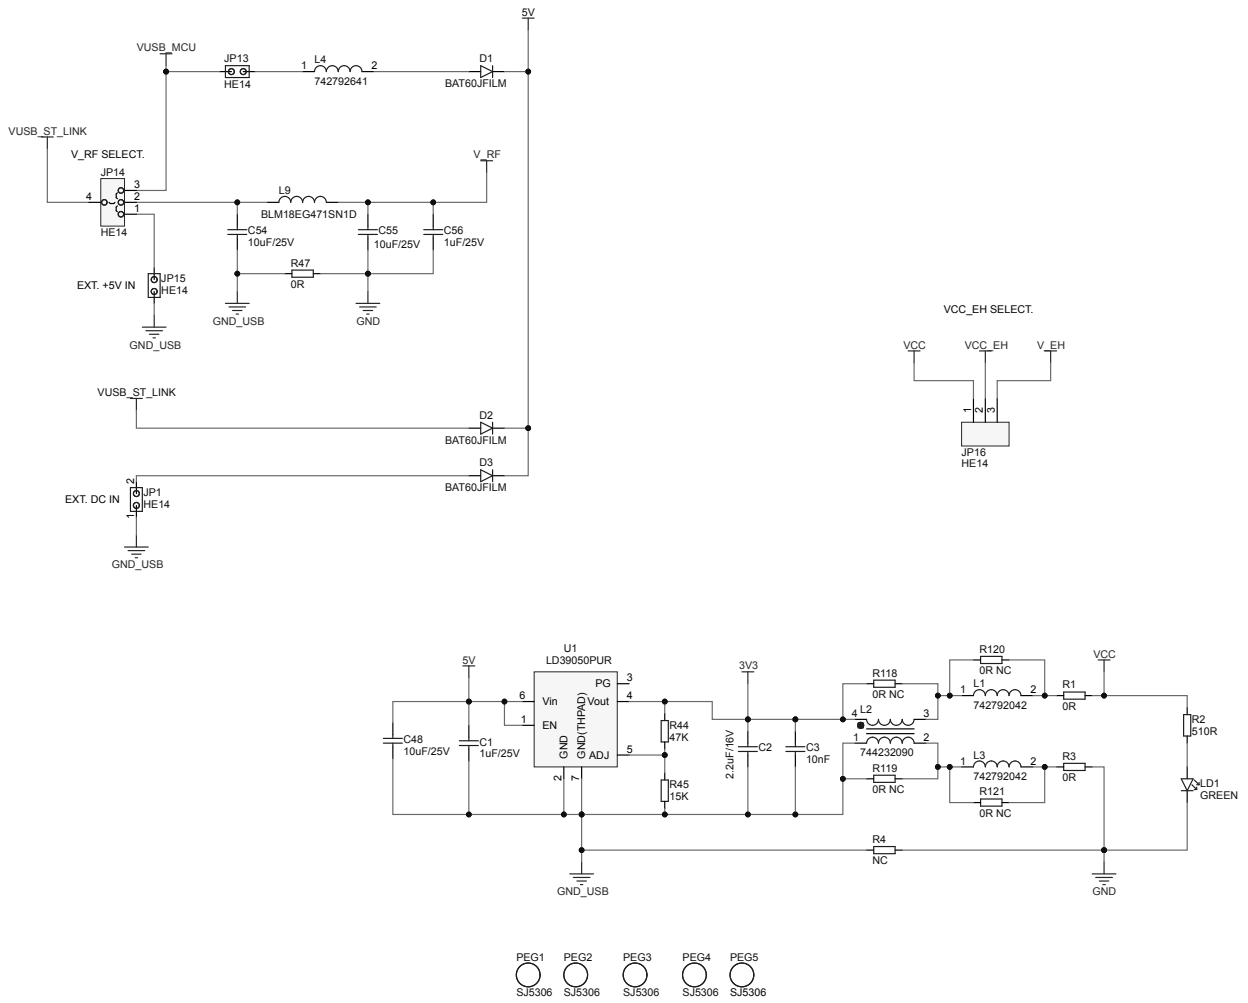 5V
VUSB_MCU
JP13
HE14
1
L4
2
742792641
D1
BAT60JFILM
VUSB_ST_LINK
V_RF SELECT.
JP14
4
3
2
1
HE14
V_RF
L9
BLM18EG471SN1D
C54
10uF/25V
C55
10uF/25V
C56
1uF/25V
R47
0R
EXT. +5V IN
JP15
HE14
GND_USB
GND_USB
GND
VCC_EH SELECT.
VCC
VCC_EH
V_EH
1
2
3
JP16
HE14
VUSB_ST_LINK
D2
BAT60JFILM
D3
BAT60JFILM
EXT. DC IN
2
JP1
HE14
1
GND_USB
U1
LD39050PUR
5V
6
Vin
1
EN
PG
3
Vout
4
ADJ
5
GND
GND(THPAD)
2
7
C48
10uF/25V
C1
1uF/25V
R44
47K
R45
15K
3V3
2.2uF/16V
C2
C3
10nF
R118
0R NC
4
L2
3
1
2
744232090
R119
0R NC
R120
0R NC
1
L1
2
742792042
R1
0R
VCC
1
L3
2
742792042
R3
0R
R121
0R NC
R2
510R
LD1
GREEN
R4
NC
GND_USB
GND
PEG1
SJ5306
PEG2
SJ5306
PEG3
SJ5306
PEG4
SJ5306
PEG5
SJ5306